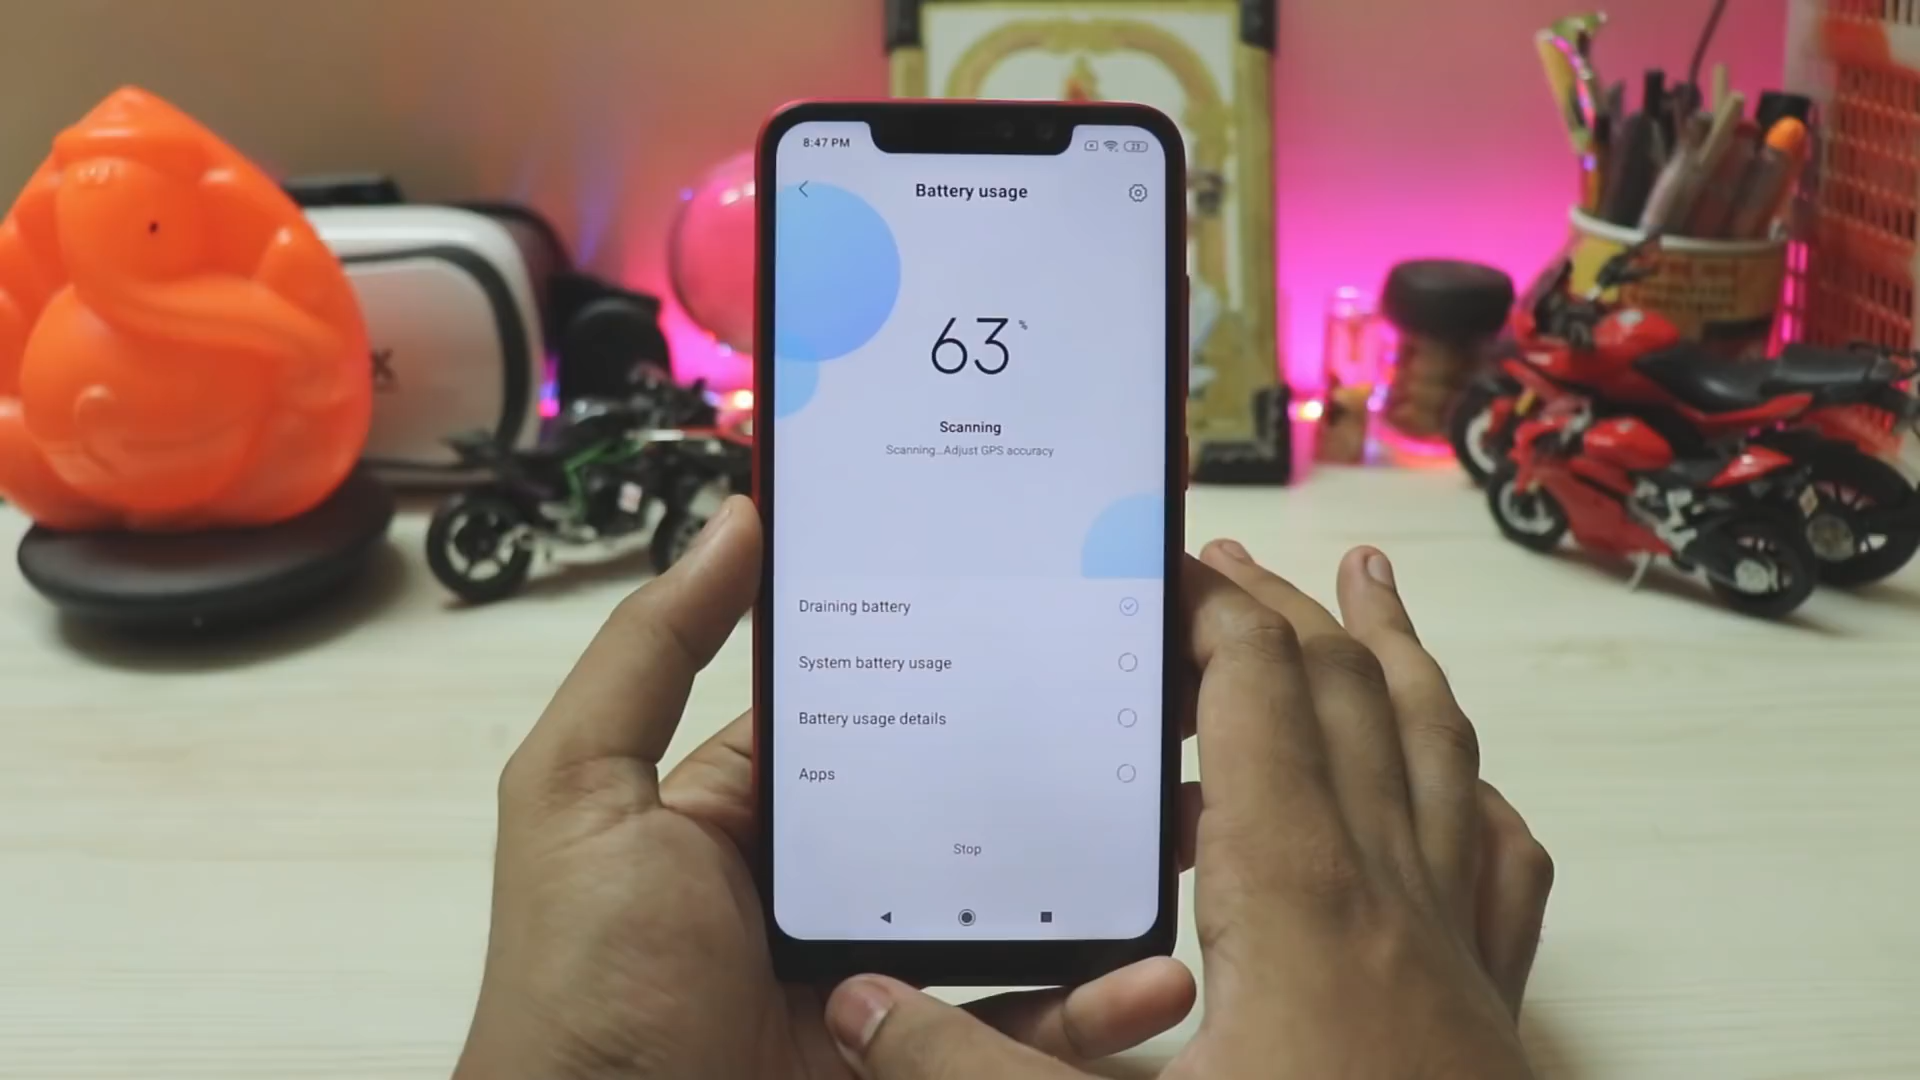 8:47 PM
23
Battery usage
63%
Scanning
Scanning...Adjust GPS accuracy
Draining battery
System battery usage
Battery usage details
Apps
Stop